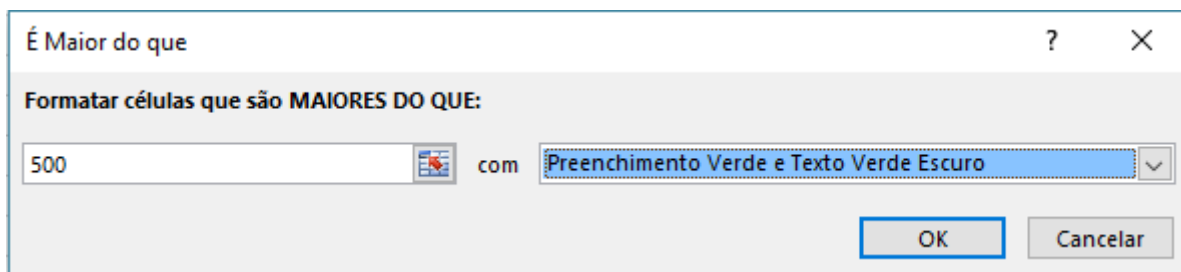 É Maior do que ?
Formatar células que são MAIORES DO QUE:
500 com Preenchimento Verde e Texto Verde Escuro
OK Cancelar